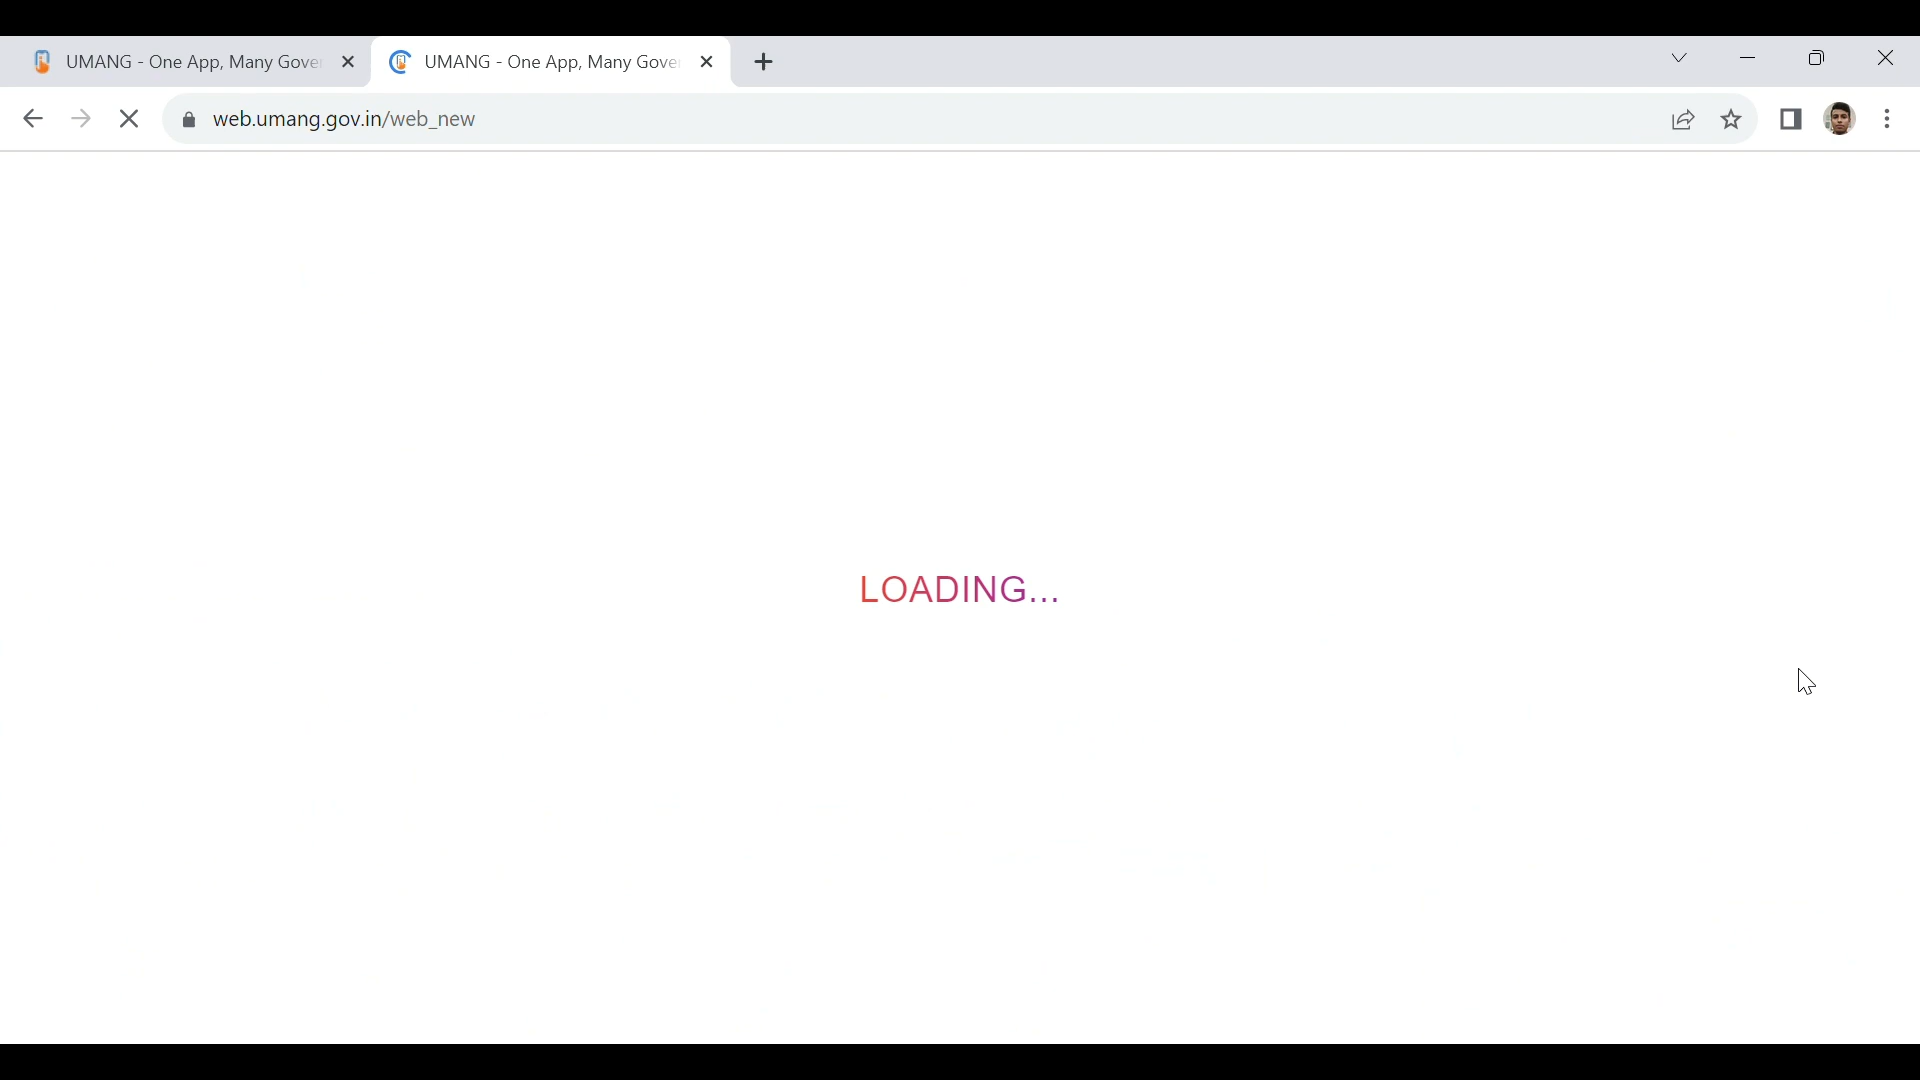 UMANG - One App, Many Gove
UMANG - One App, Many Gove
web.umang.gov.in/web_new
LOADING...